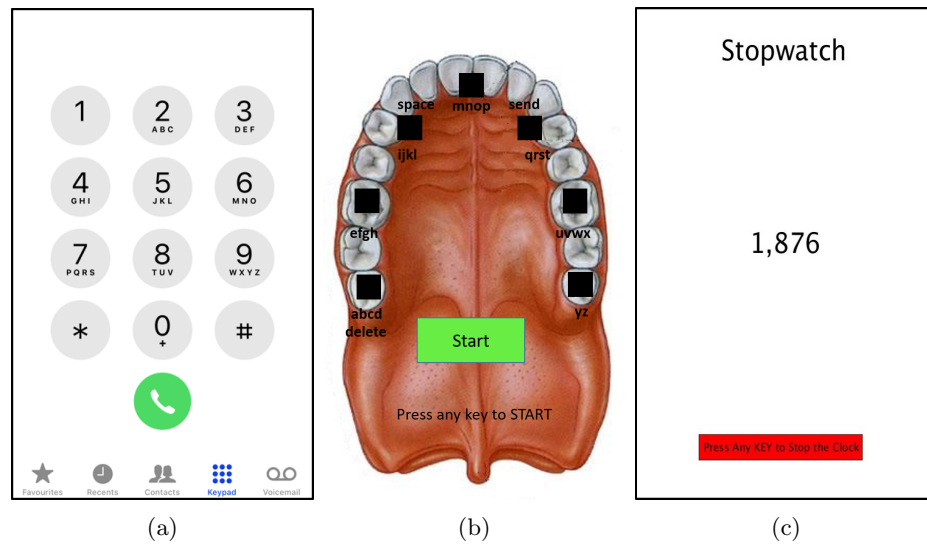 1
2
ABC
3
DEF
4
GHI
5
JKL
6
MNO
7
PQRS
8
TUV
9
WXYZ
*
0
+
#
Favourites
Recents
Contacts
Keypad
Voicemail
(a)
space mnop send
ijkl qrst
efgh uvwx
abcd yz
delete
Start
Press any key to START
(b)
Stopwatch
1,876
Press Any KEY to Stop the Clock
(c)